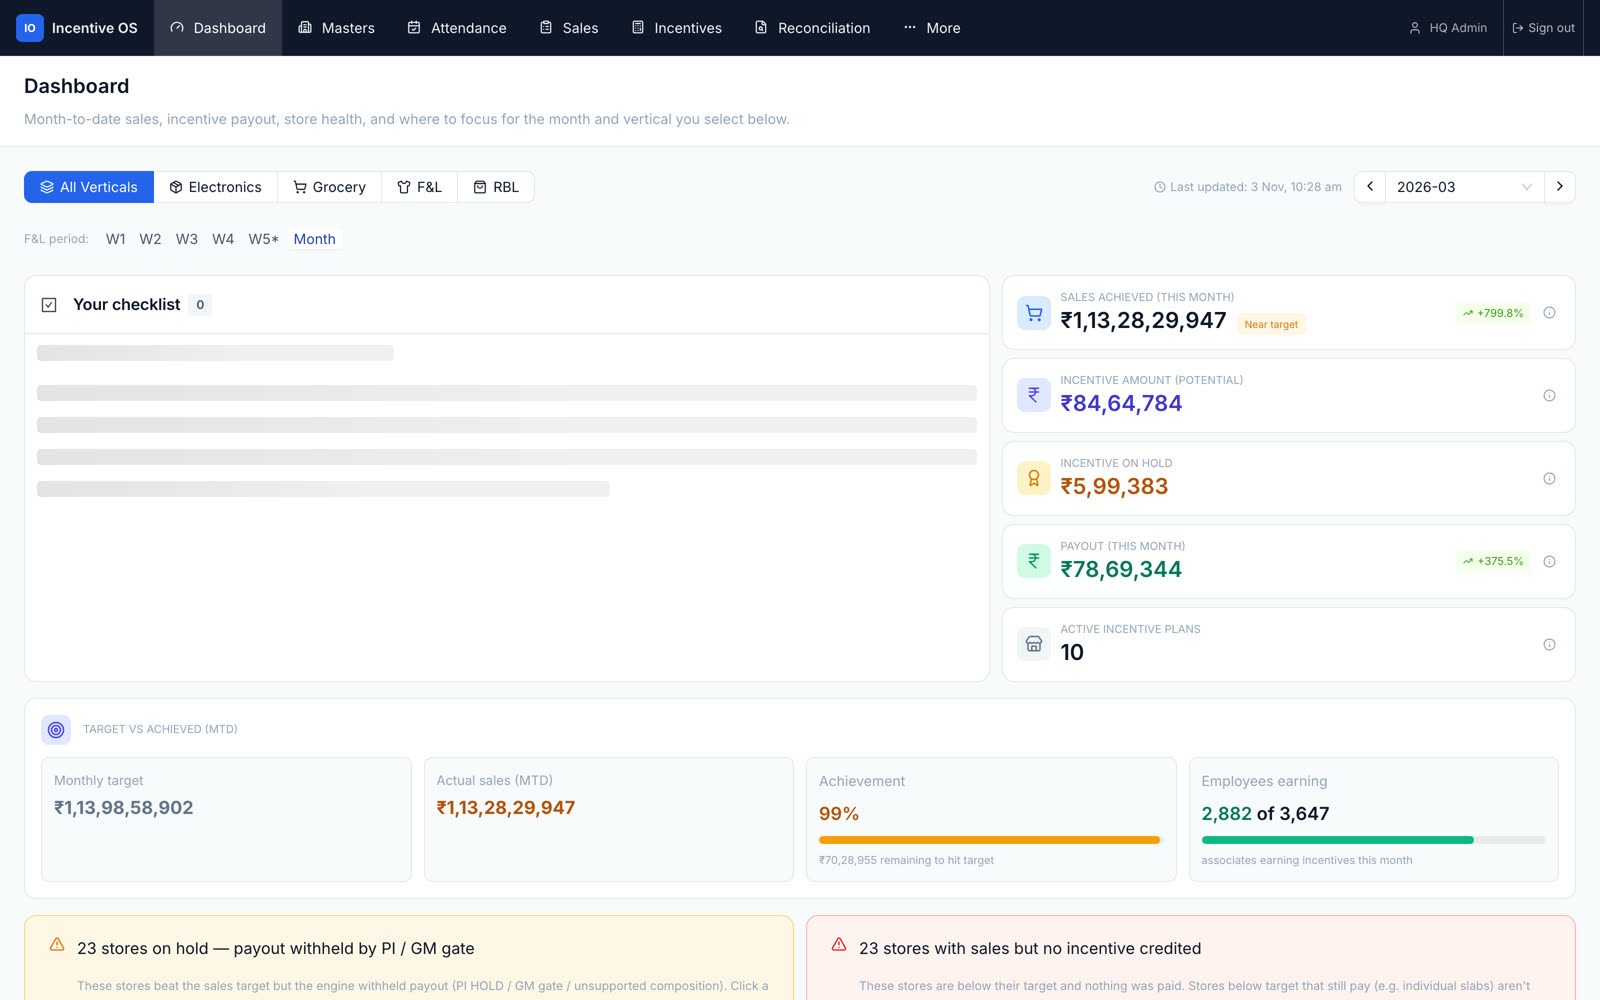 IO Incentive OS Dashboard Masters Attendance Sales Incentives Reconciliation More HQ Admin Sign out
Dashboard
Month-to-date sales, incentive payout, store health, and where to focus for the month and vertical you select below.
All Verticals Electronics Grocery F&L RBL Last updated: 3 Nov, 10:28 am 2026-03
F&L period: W1 W2 W3 W4 W5* Month
Your checklist 0
SALES ACHIEVED (THIS MONTH)
₹1,13,28,29,947 Near target +799.8%
INCENTIVE AMOUNT (POTENTIAL)
₹84,64,784
INCENTIVE ON HOLD
₹5,99,383
PAYOUT (THIS MONTH)
₹78,69,344 +375.5%
ACTIVE INCENTIVE PLANS
10
TARGET VS ACHIEVED (MTD)
Monthly target
₹1,13,98,58,902
Actual sales (MTD)
₹1,13,28,29,947
Achievement
99%
₹70,28,955 remaining to hit target
Employees earning
2,882 of 3,647
associates earning incentives this month
23 stores on hold — payout withheld by PI / GM gate
These stores beat the sales target but the engine withheld payout (PI HOLD / GM gate / unsupported composition). Click a
23 stores with sales but no incentive credited
These stores are below their target and nothing was paid. Stores below target that still pay (e.g. individual slabs) aren't